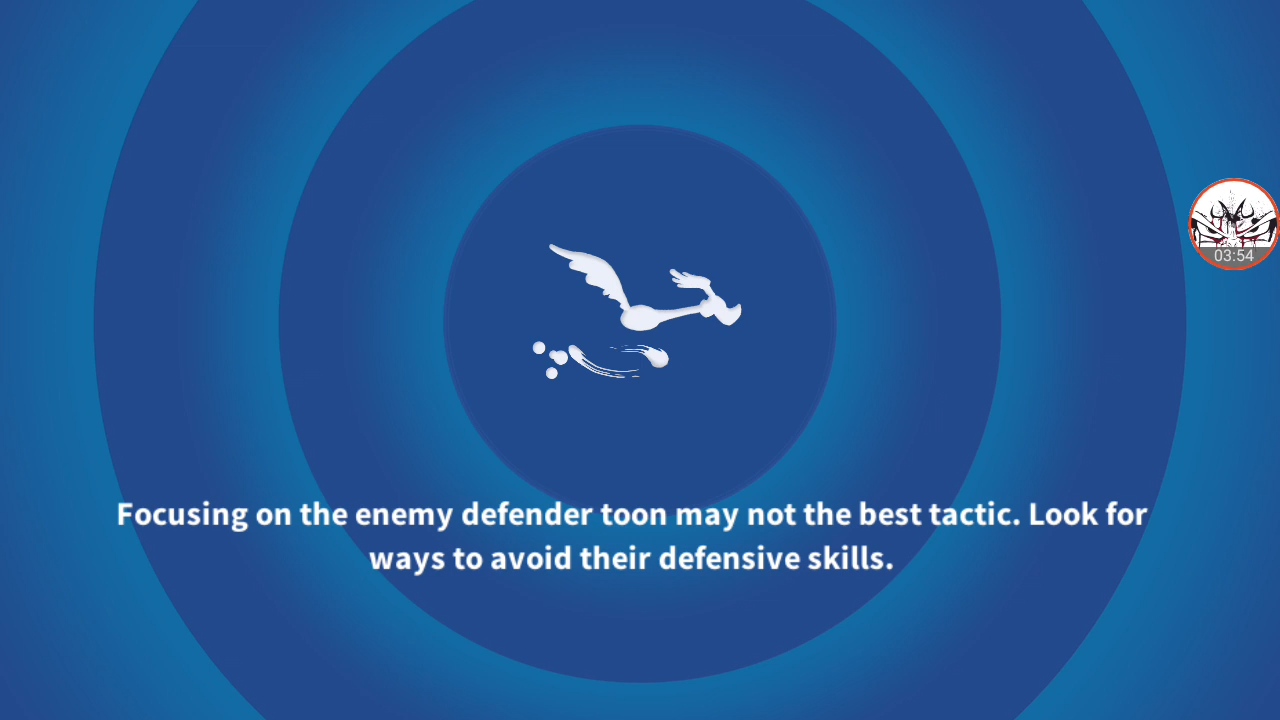 03:54
Focusing on the enemy defender toon may not the best tactic. Look for
ways to avoid their defensive skills.